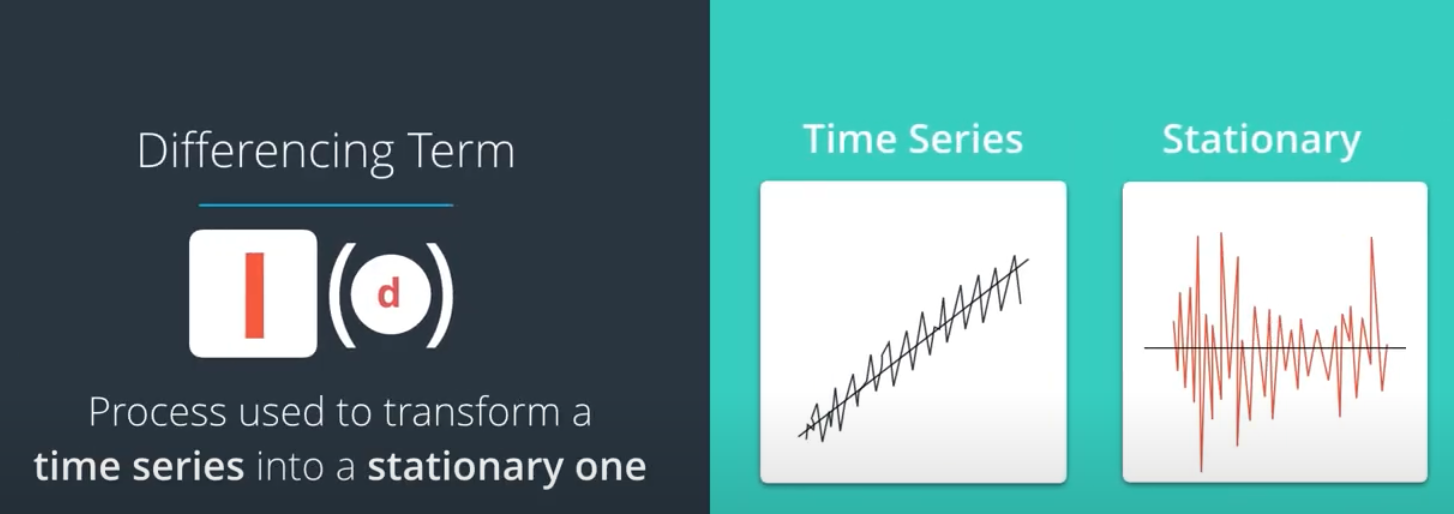 Differencing Term
I (d)
Process used to transform a
time series into a stationary one
Time Series
Stationary